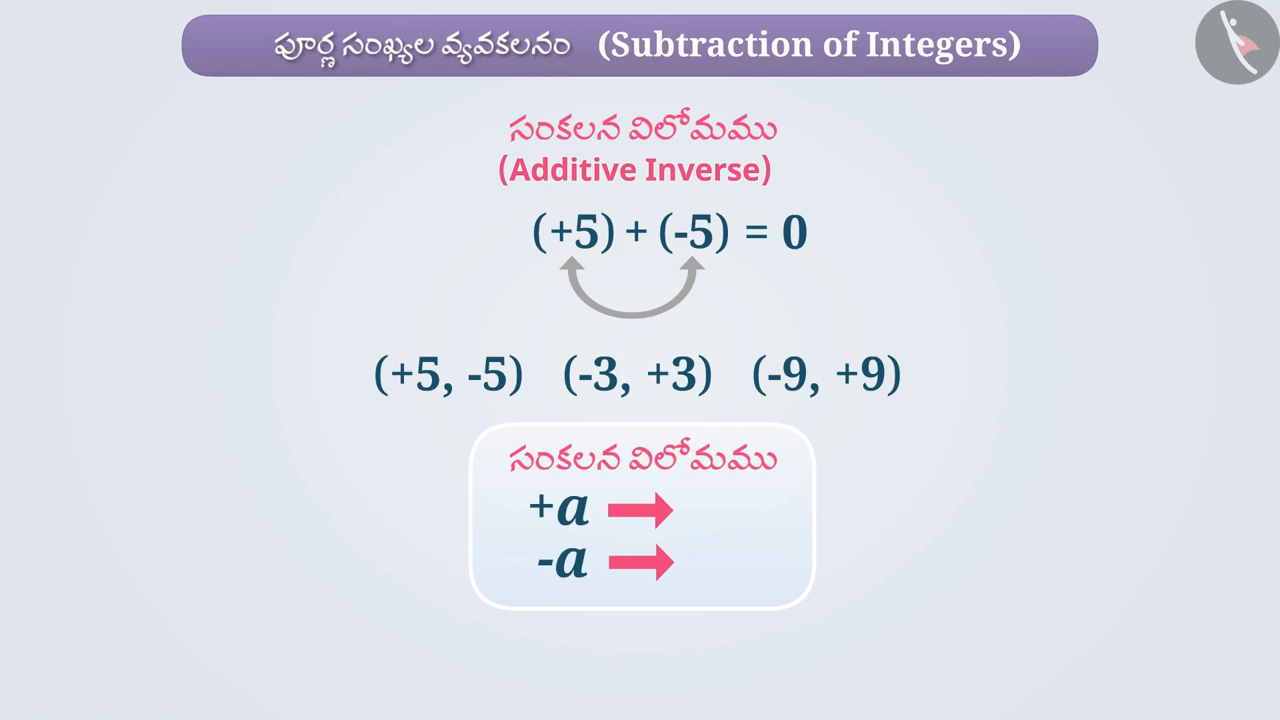 పూర్ణ సంఖ్యల వ్యవకలనం (Subtraction of Integers)
సంకలన విలోమము
(Additive Inverse)
(+5) + (-5) = 0
(+5, -5) (-3, +3) (-9, +9)
సంకలన విలోమము
+a
-a